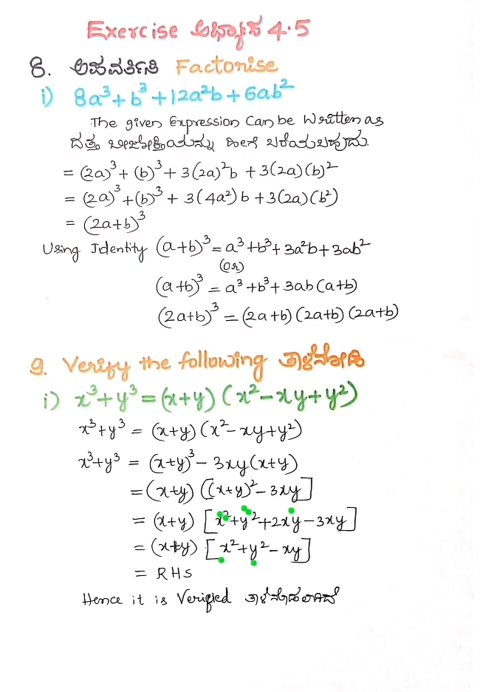 Exercise ಅಭ್ಯಾಸ 4.5
8. ಅಪವರ್ತಿಸಿ Factonise
i) 8a³+b³+12a²b+6ab²
The given Expression Can be Written as
ದತ್ತ ಬೀಜೋಕ್ತಿಯನ್ನು ಹೀಗೆ ಬರೆಯಬಹುದು.
= (2a)³ + (b)³ + 3(2a)²b + 3(2a)(b)²
= (2a)³ + (b)³ + 3(4a²)b + 3(2a)(b²)
= (2a+b)³
Using Identity (a+b)³ = a³+b³+3a²b+3ab²
(Or)
(a+b)³ = a³+b³+3ab(a+b)
(2a+b)³ = (2a+b)(2a+b)(2a+b)
9. Verify the following ತಾಳೆನೋಡಿ
i) x³+y³ = (x+y)(x²-xy+y²)
x³+y³ = (x+y)(x²-xy+y²)
x³+y³ = (x+y)³-3xy(x+y)
= (x+y)[(x+y)²-3xy]
= (x+y)[x²+y²+2xy-3xy]
= (x+y)[x²+y²-xy]
= RHS
Hence it is Verified